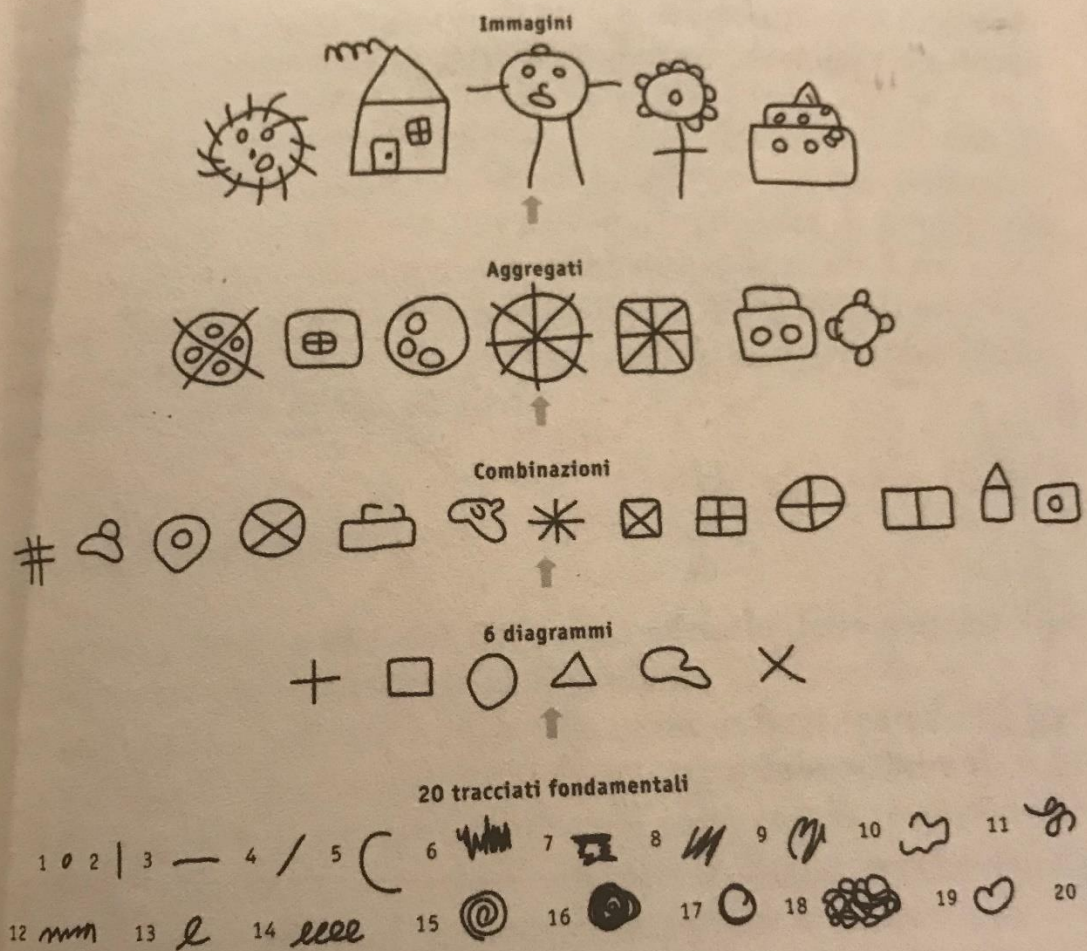 Immagini
Aggregati
Combinazioni
6 diagrammi
20 tracciati fondamentali
1 2 3 4 5 6 7 8 9 10 11
12 13 14 15 16 17 18 19 20